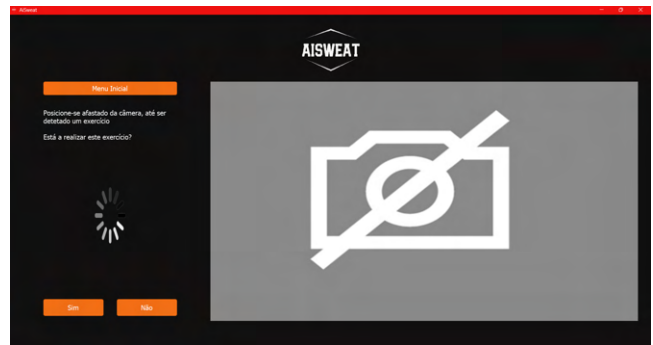 AISweat
AISWEAT
Menu Inicial
Posicione-se afastado da câmera, até ser
detetado um exercício
Está a realizar este exercício?
Sim Não